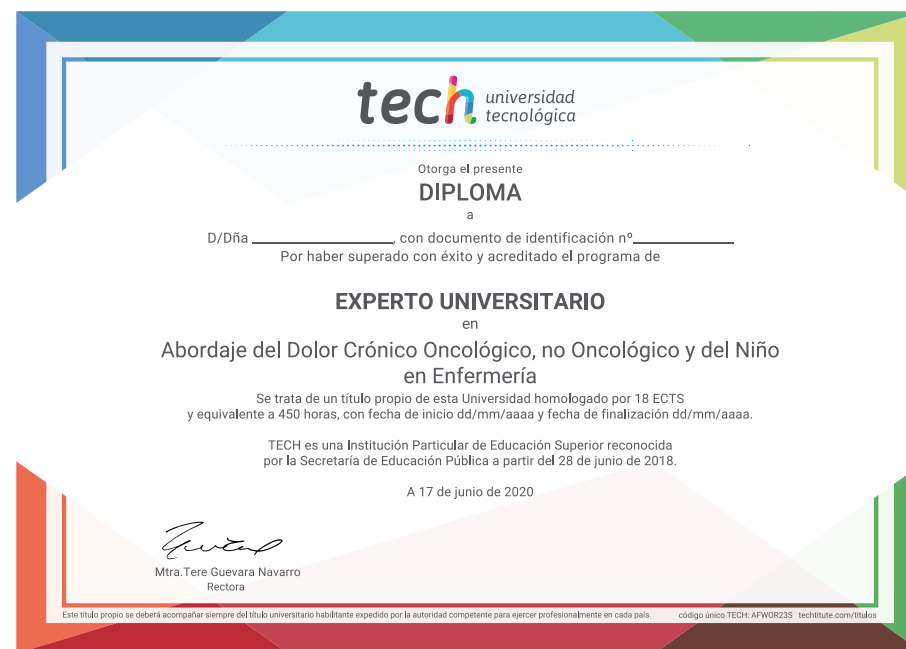 tech universidad
tecnológica
Otorga el presente
DIPLOMA
a
D/Dña ____________________, con documento de identificación nº______________
Por haber superado con éxito y acreditado el programa de
EXPERTO UNIVERSITARIO
en
Abordaje del Dolor Crónico Oncológico, no Oncológico y del Niño
en Enfermería
Se trata de un título propio de esta Universidad homologado por 18 ECTS
y equivalente a 450 horas, con fecha de inicio dd/mm/aaaa y fecha de finalización dd/mm/aaaa.
TECH es una Institución Particular de Educación Superior reconocida
por la Secretaría de Educación Pública a partir del 28 de junio de 2018.
A 17 de junio de 2020
Mtra.Tere Guevara Navarro
Rectora
Este título propio se deberá acompañar siempre del título universitario habilitante expedido por la autoridad competente para ejercer profesionalmente en cada país. código único TECH: AFWOR23S techtitute.com/titulos